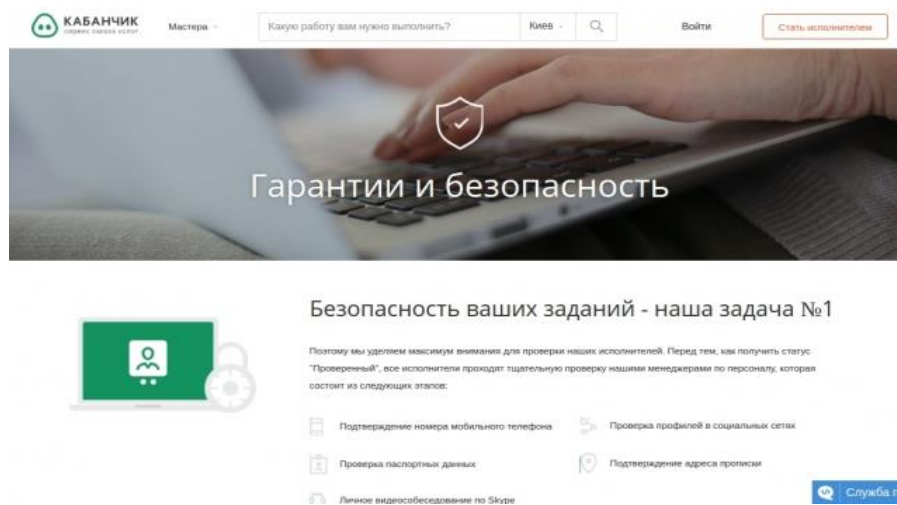 КАБАНЧИК
сервис заказа услуг
Мастера
Какую работу вам нужно выполнить?
Киев
Войти
Стать исполнителем
Гарантии и безопасность
Безопасность ваших заданий - наша задача №1
Поэтому мы уделяем максимум внимания для проверки наших исполнителей. Перед тем, как получить статус
"Проверенный", все исполнители проходят тщательную проверку нашими менеджерами по персоналу, которая
состоит из следующих этапов:
Подтверждение номера мобильного телефона
Проверка профилей в социальных сетях
Проверка паспортных данных
Подтверждение адреса прописки
Личное видеособеседование по Skype
Служба